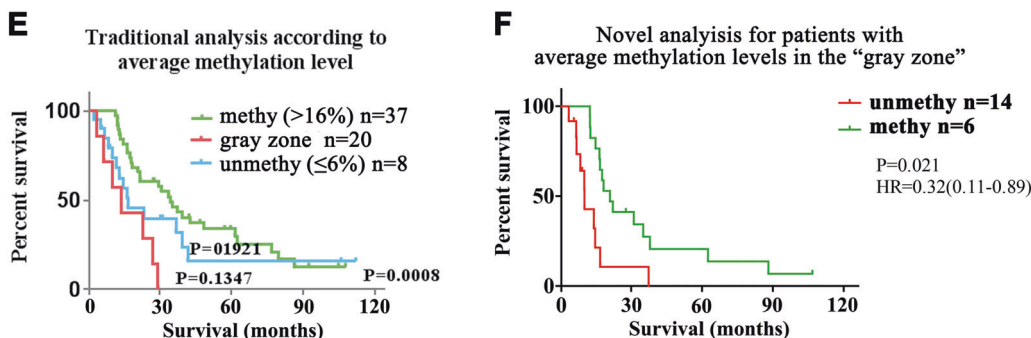 E
Traditional analysis according to
average methylation level
Percent survival
100
50
0
methy (>16%) n=37
gray zone n=20
unmethy (≤6%) n=8
P=01921
P=0.1347
P=0.0008
0 30 60 90 120
Survival (months)
F
Novel analyisis for patients with
average methylation levels in the “gray zone”
Percent survival
100
50
0
unmethy n=14
methy n=6
P=0.021
HR=0.32(0.11-0.89)
0 30 60 90 120
Survival (months)